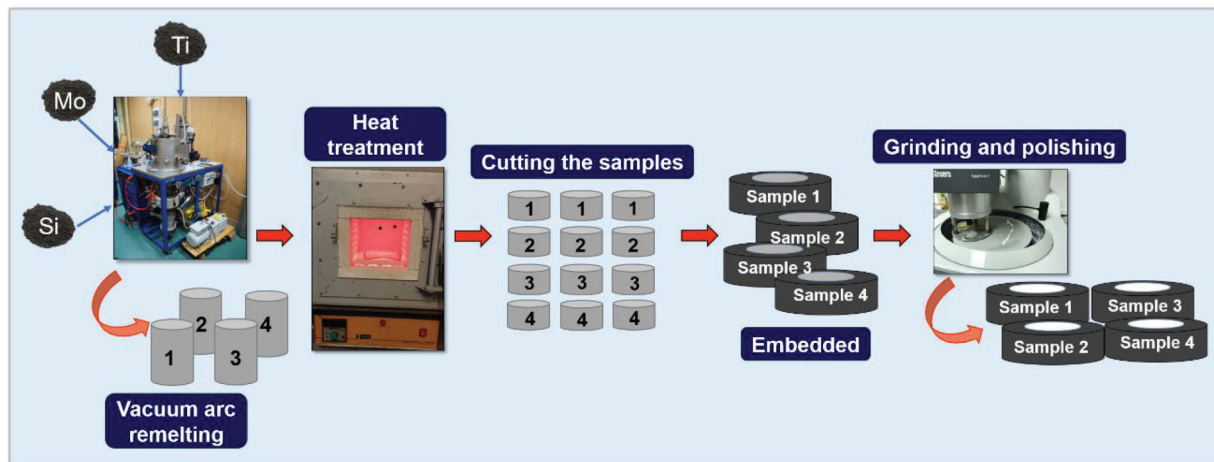 Ti
Mo
Si
1
2
3
4
Vacuum arc
remelting
Heat
treatment
Cutting the samples
1 1 1
2 2 2
3 3 3
4 4 4
Sample 1
Sample 2
Sample 3
Sample 4
Embedded
Grinding and polishing
Struers
Sample 1
Sample 3
Sample 2
Sample 4